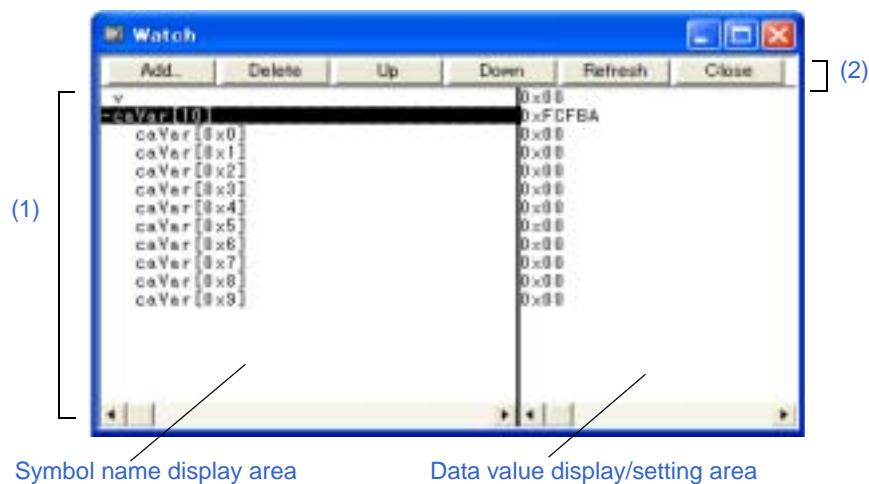 Watch
Add... Delete Up Down Refresh Close
(2)
v 0x00
-caVar[10] 0xFCFBA
caVar[0x0] 0x00
caVar[0x1] 0x00
caVar[0x2] 0x00
caVar[0x3] 0x00
caVar[0x4] 0x00
caVar[0x5] 0x00
caVar[0x6] 0x00
caVar[0x7] 0x00
caVar[0x8] 0x00
caVar[0x9] 0x00
(1)
Symbol name display area Data value display/setting area